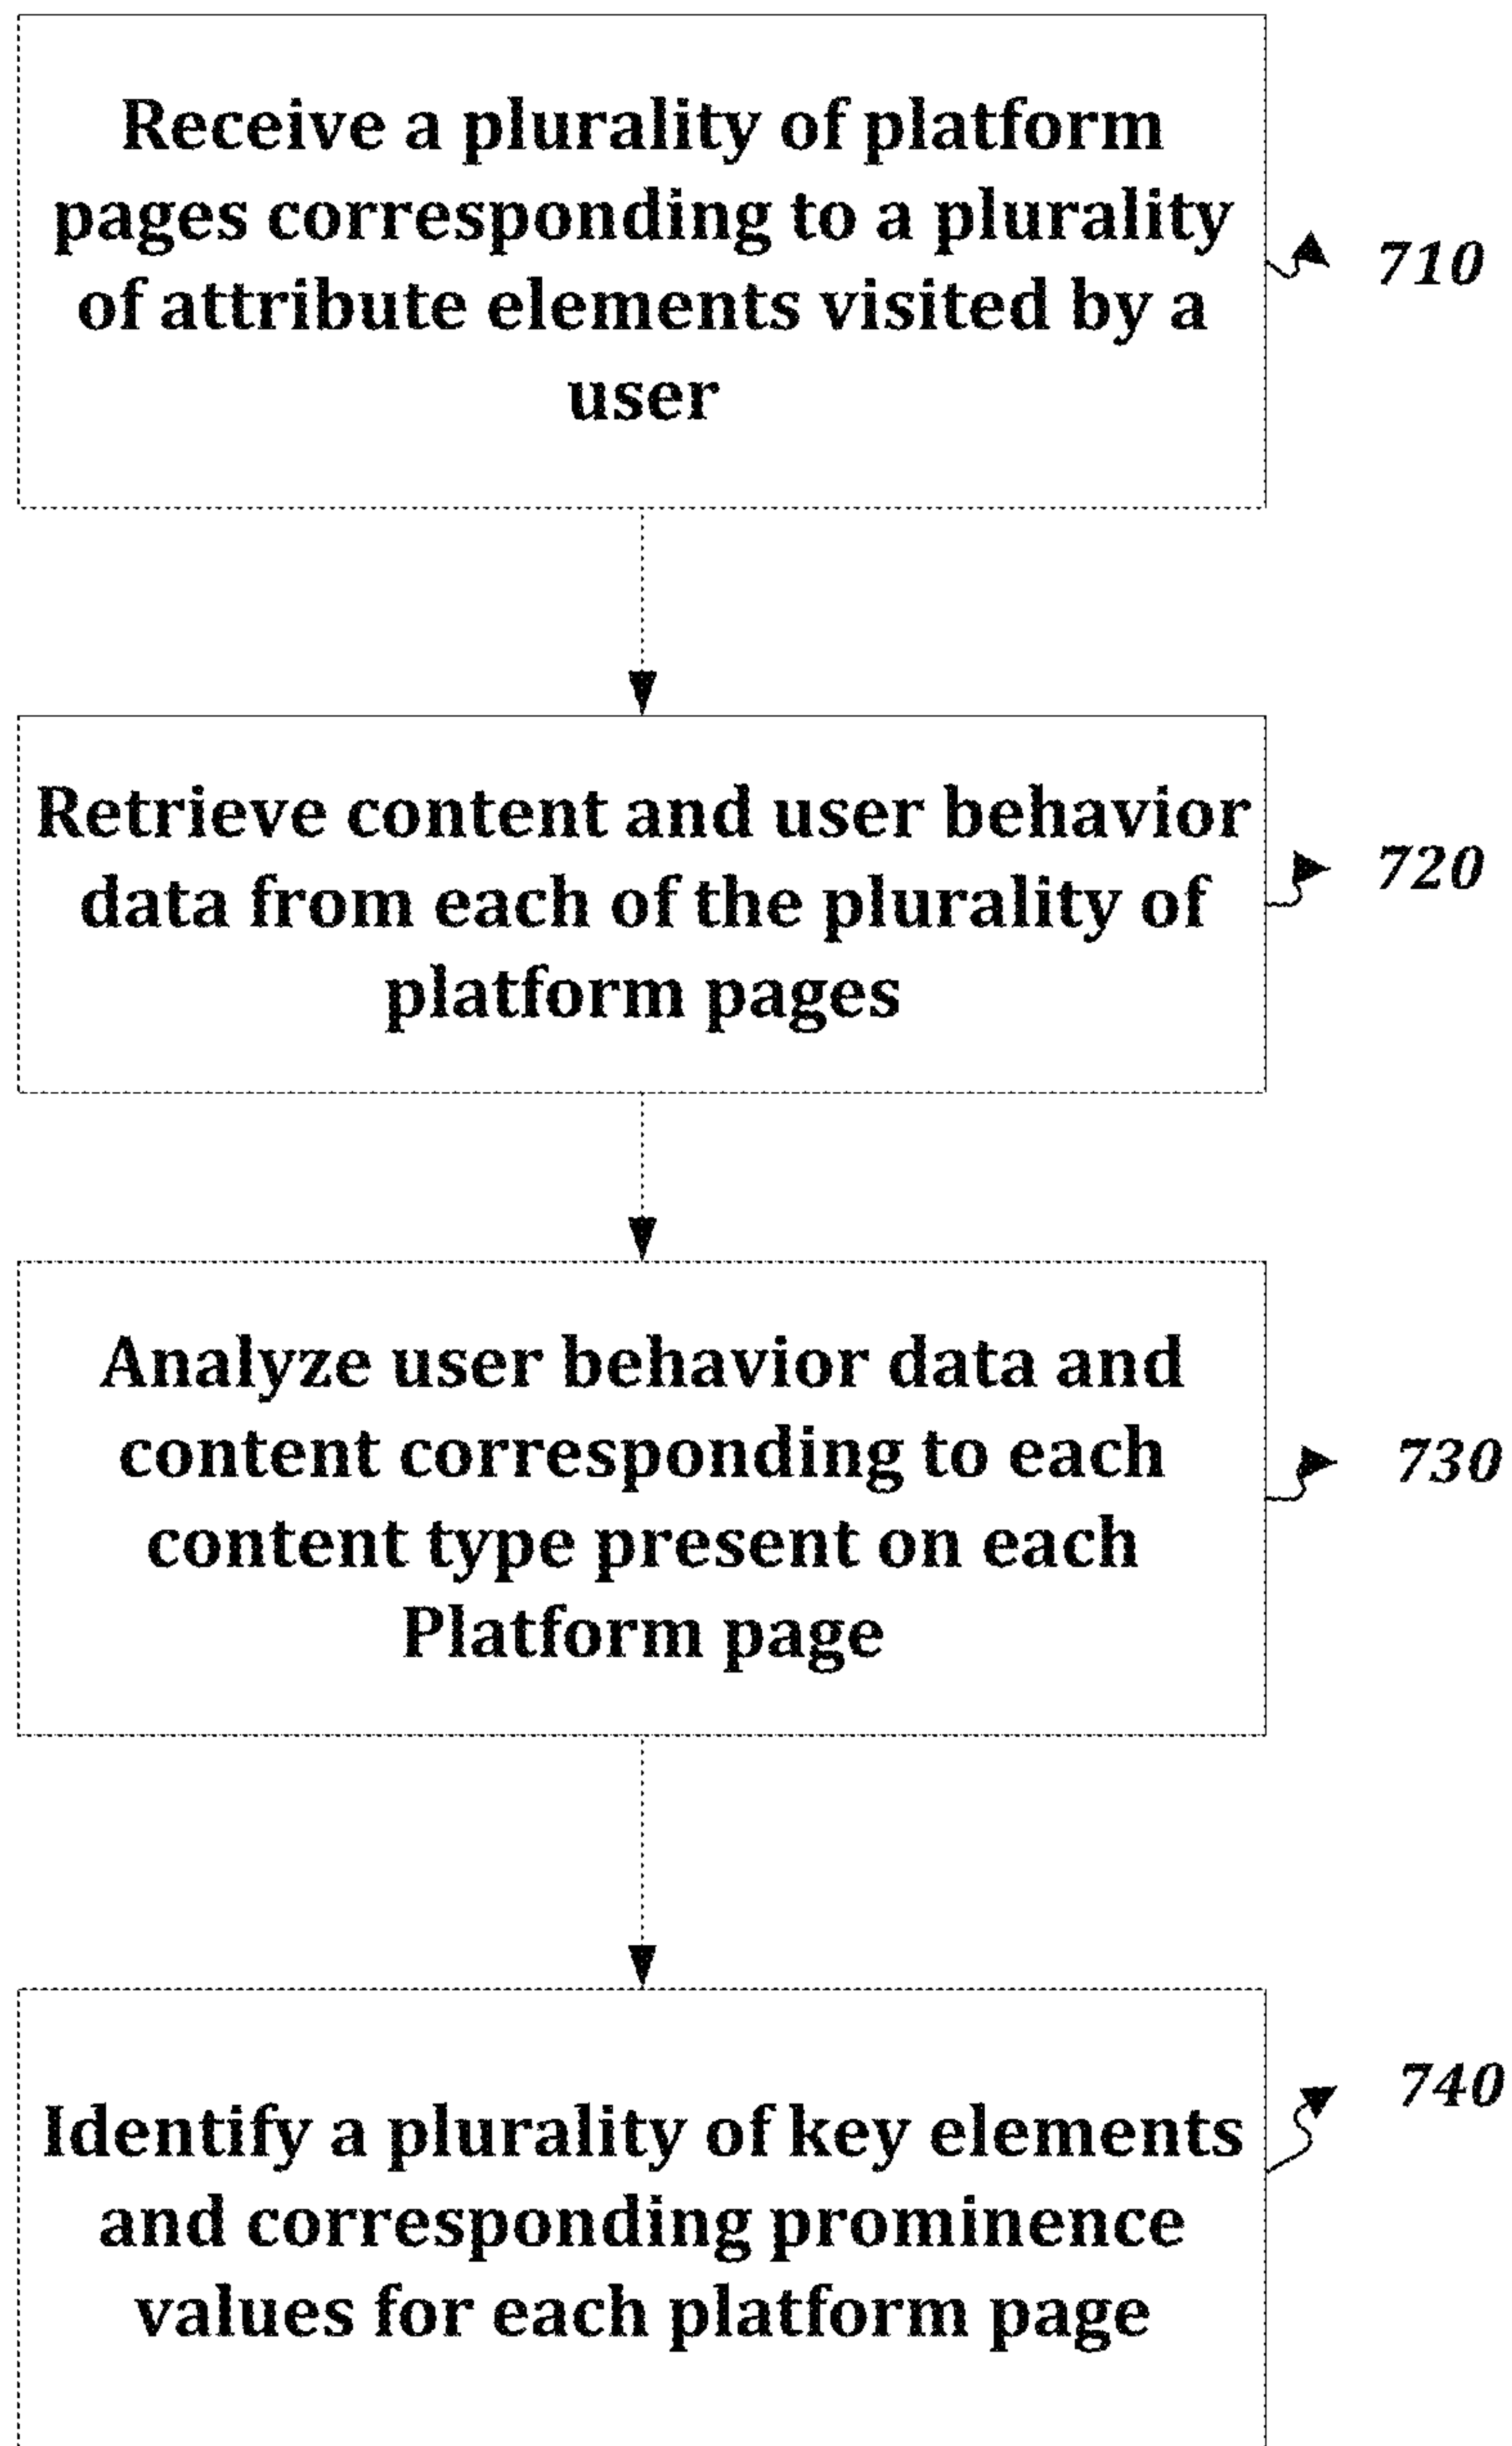 Receive a plurality of platform
pages corresponding to a plurality
of attribute elements visited by a
user
710
Retrieve content and user behavior
data from each of the plurality of
platform pages
720
Analyze user behavior data and
content corresponding to each
content type present on each
Platform page
730
Identify a plurality of key elements
and corresponding prominence
values for each platform page
740